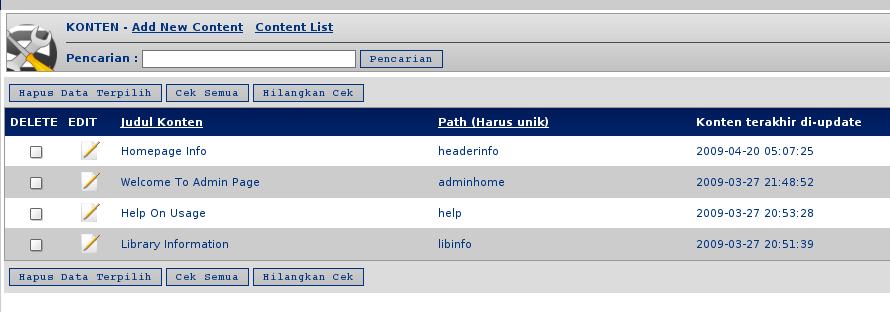 KONTEN - Add New Content Content List
Pencarian : Pencarian
Hapus Data Terpilih Cek Semua Hilangkan Cek
DELETE EDIT Judul Konten Path (Harus unik) Konten terakhir di-update
Homepage Info headerinfo 2009-04-20 05:07:25
Welcome To Admin Page adminhome 2009-03-27 21:48:52
Help On Usage help 2009-03-27 20:53:28
Library Information libinfo 2009-03-27 20:51:39
Hapus Data Terpilih Cek Semua Hilangkan Cek